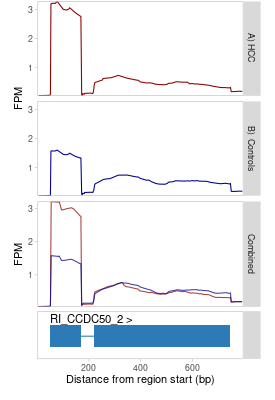 3
2
1
A) HCC
FPM
3
2
1
B) Controls
3
2
1
FPM
Combined
RI_CCDC50_2 >
200 400 600
Distance from region start (bp)